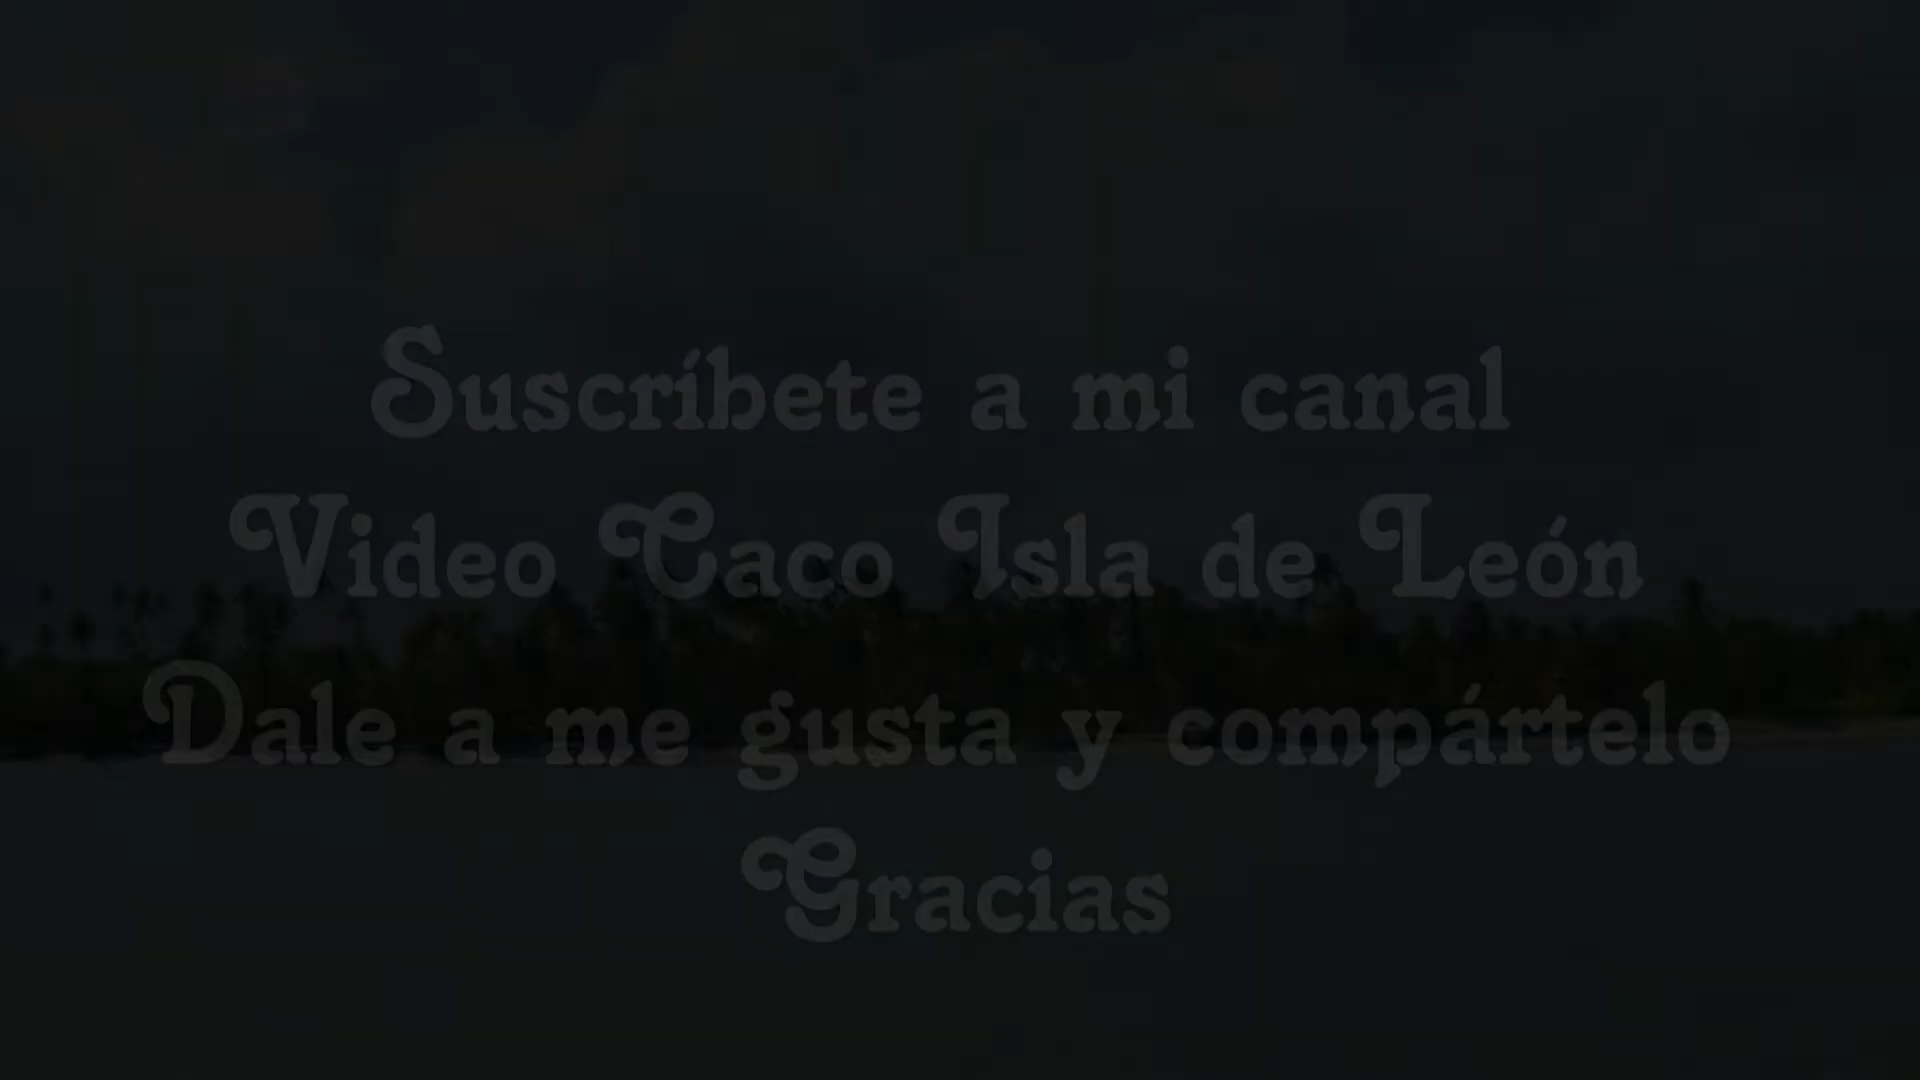 Suscríbete a mi canal
Video Caco Isla de León
Dale a me gusta y compártelo
Gracias